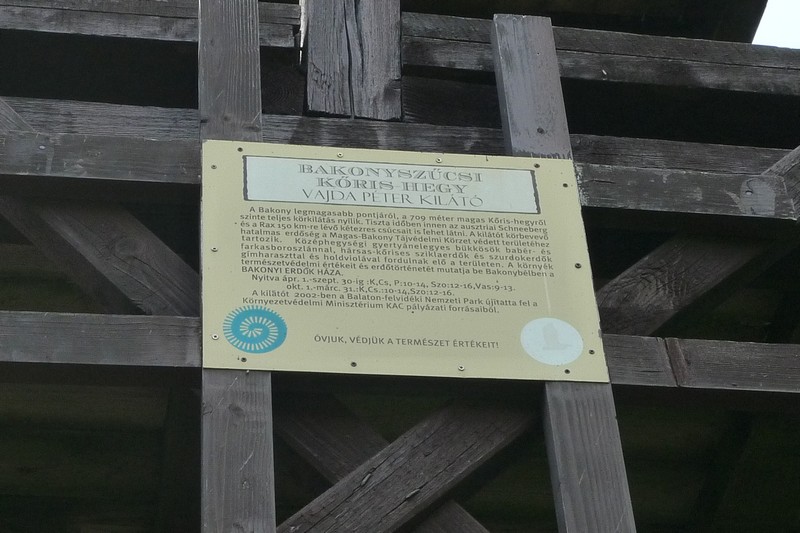 BAKONYSZÜCSI
KŐRIS-HEGY
VAJDA PÉTER KILÁTÓ
A Bakony legmagasabb pontjáról, a 709 méter magas Kőris-hegyről
szinte teljes körkilátás nyílik. Tiszta időben innen az ausztriai Schneeberg
és a Rax 150 km-re lévő kétezres csúcsait is lehet látni. A kilátót körbevevő
hatalmas erdőség a Magas-Bakony Tájvédelmi Körzet védett területéhez
tartozik. Középhegységi gyertyánelegyes bükkösök babér- és
farkasboroszlánnal, hársas-kőrises sziklaerdők és szurdokerdők
gímharaszttal és holdviolával fordulnak elő a területen. A környék
természetvédelmi értékeit és erdőtörténetét mutatja be Bakonybélben a
BAKONYI ERDŐK HÁZA.
Nyitva ápr. 1.-szept. 30-ig :K,Cs, P:10-14, Szo:12-16,Vas:9-13.
okt. 1.-márc. 31.:K,Cs.:10-14,Szo:12-16.
A kilátót 2002-ben a Balaton-felvidéki Nemzeti Park újította fel a
Környezetvédelmi Minisztérium KAC pályázati forrásaiból.
ÓVJUK, VÉDJÜK A TERMÉSZET ÉRTÉKEIT!